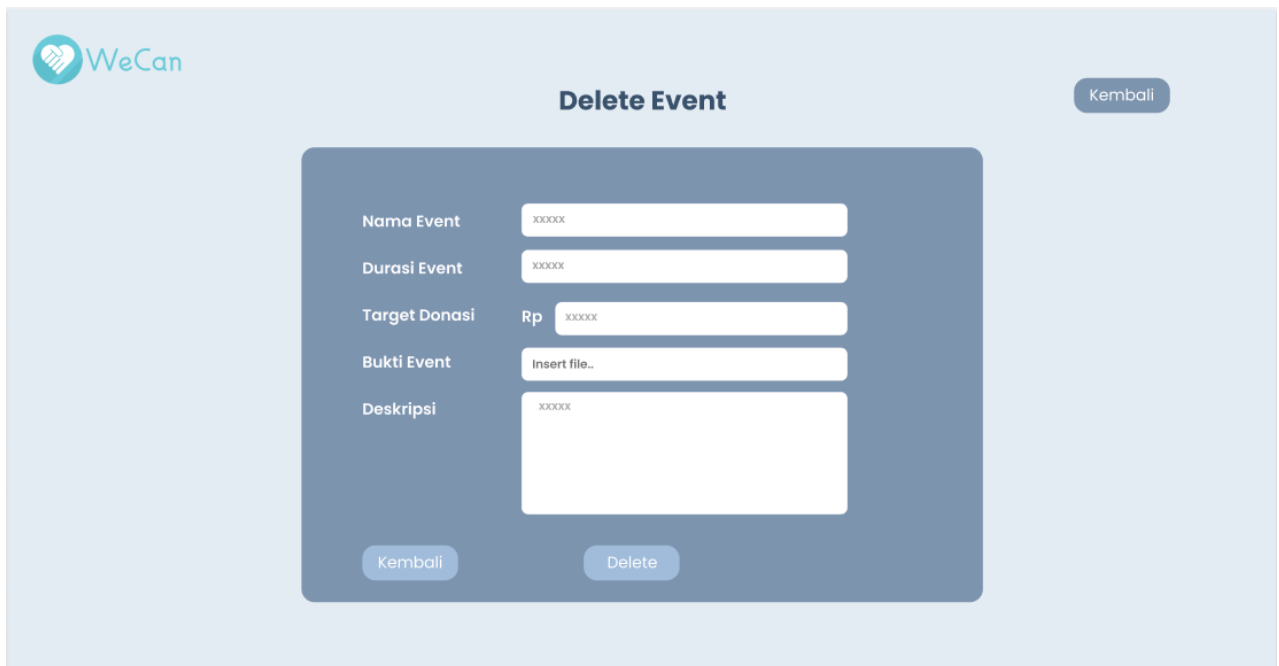 WeCan
Delete Event
Kembali
Nama Event xxxxx
Durasi Event xxxxx
Target Donasi Rp xxxxx
Bukti Event Insert file..
Deskripsi xxxxx
Kembali Delete